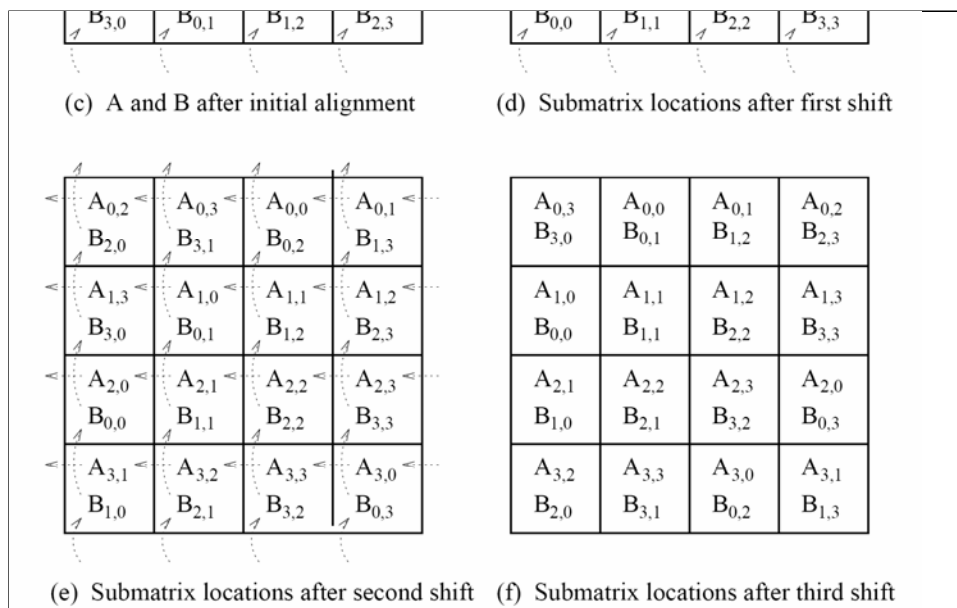 B3,0 B0,1 B1,2 B2,3
B0,0 B1,1 B2,2 B3,3
(c) A and B after initial alignment
(d) Submatrix locations after first shift
A0,2 A0,3 A0,0 A0,1
B2,0 B3,1 B0,2 B1,3
A1,3 A1,0 A1,1 A1,2
B3,0 B0,1 B1,2 B2,3
A2,0 A2,1 A2,2 A2,3
B0,0 B1,1 B2,2 B3,3
A3,1 A3,2 A3,3 A3,0
B1,0 B2,1 B3,2 B0,3
A0,3 A0,0 A0,1 A0,2
B3,0 B0,1 B1,2 B2,3
A1,0 A1,1 A1,2 A1,3
B0,0 B1,1 B2,2 B3,3
A2,1 A2,2 A2,3 A2,0
B1,0 B2,1 B3,2 B0,3
A3,2 A3,3 A3,0 A3,1
B2,0 B3,1 B0,2 B1,3
(e) Submatrix locations after second shift
(f) Submatrix locations after third shift